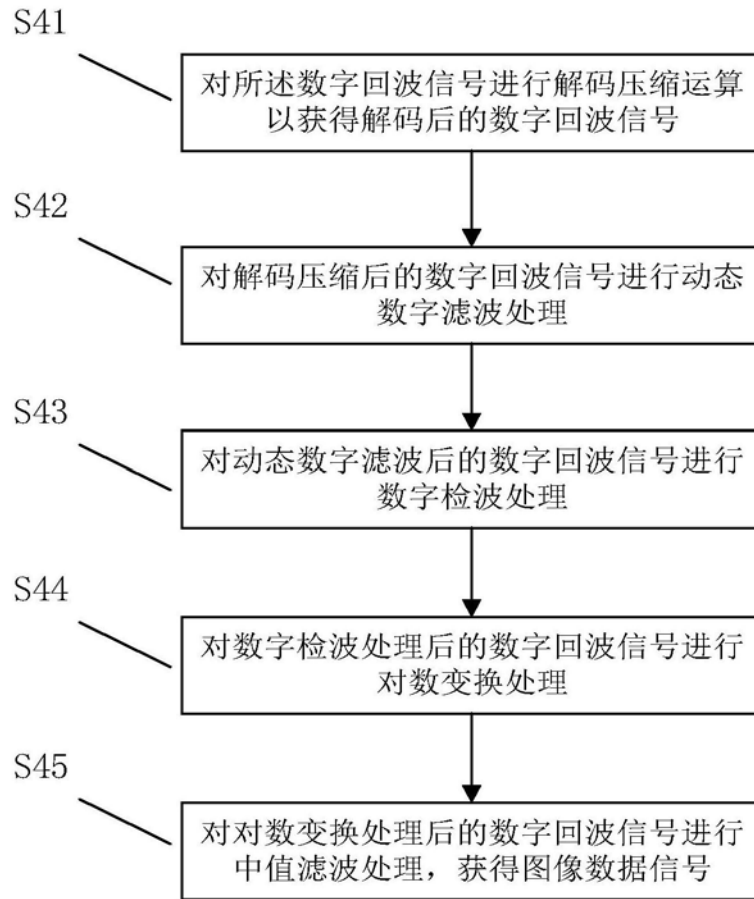 S41
对所述数字回波信号进行解码压缩运算
以获得解码后的数字回波信号
S42
对解码压缩后的数字回波信号进行动态
数字滤波处理
S43
对动态数字滤波后的数字回波信号进行
数字检波处理
S44
对数字检波处理后的数字回波信号进行
对数变换处理
S45
对对数变换处理后的数字回波信号进行
中值滤波处理，获得图像数据信号